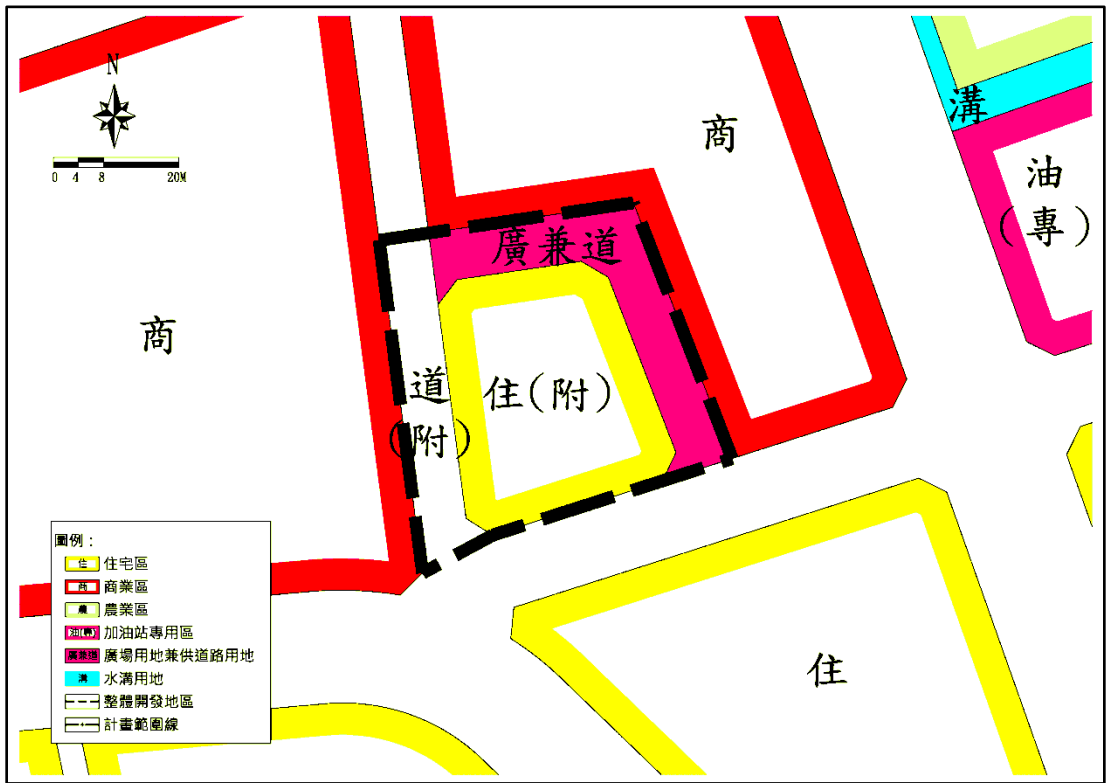 N
0 4 8 20M
商
溝
油
(專)
廣兼道
商
道
(附)
住(附)
住
圖例：
住 住宅區
商 商業區
農 農業區
油(專) 加油站專用區
廣兼道 廣場用地兼供道路用地
溝 水溝用地
整體開發地區
計畫範圍線